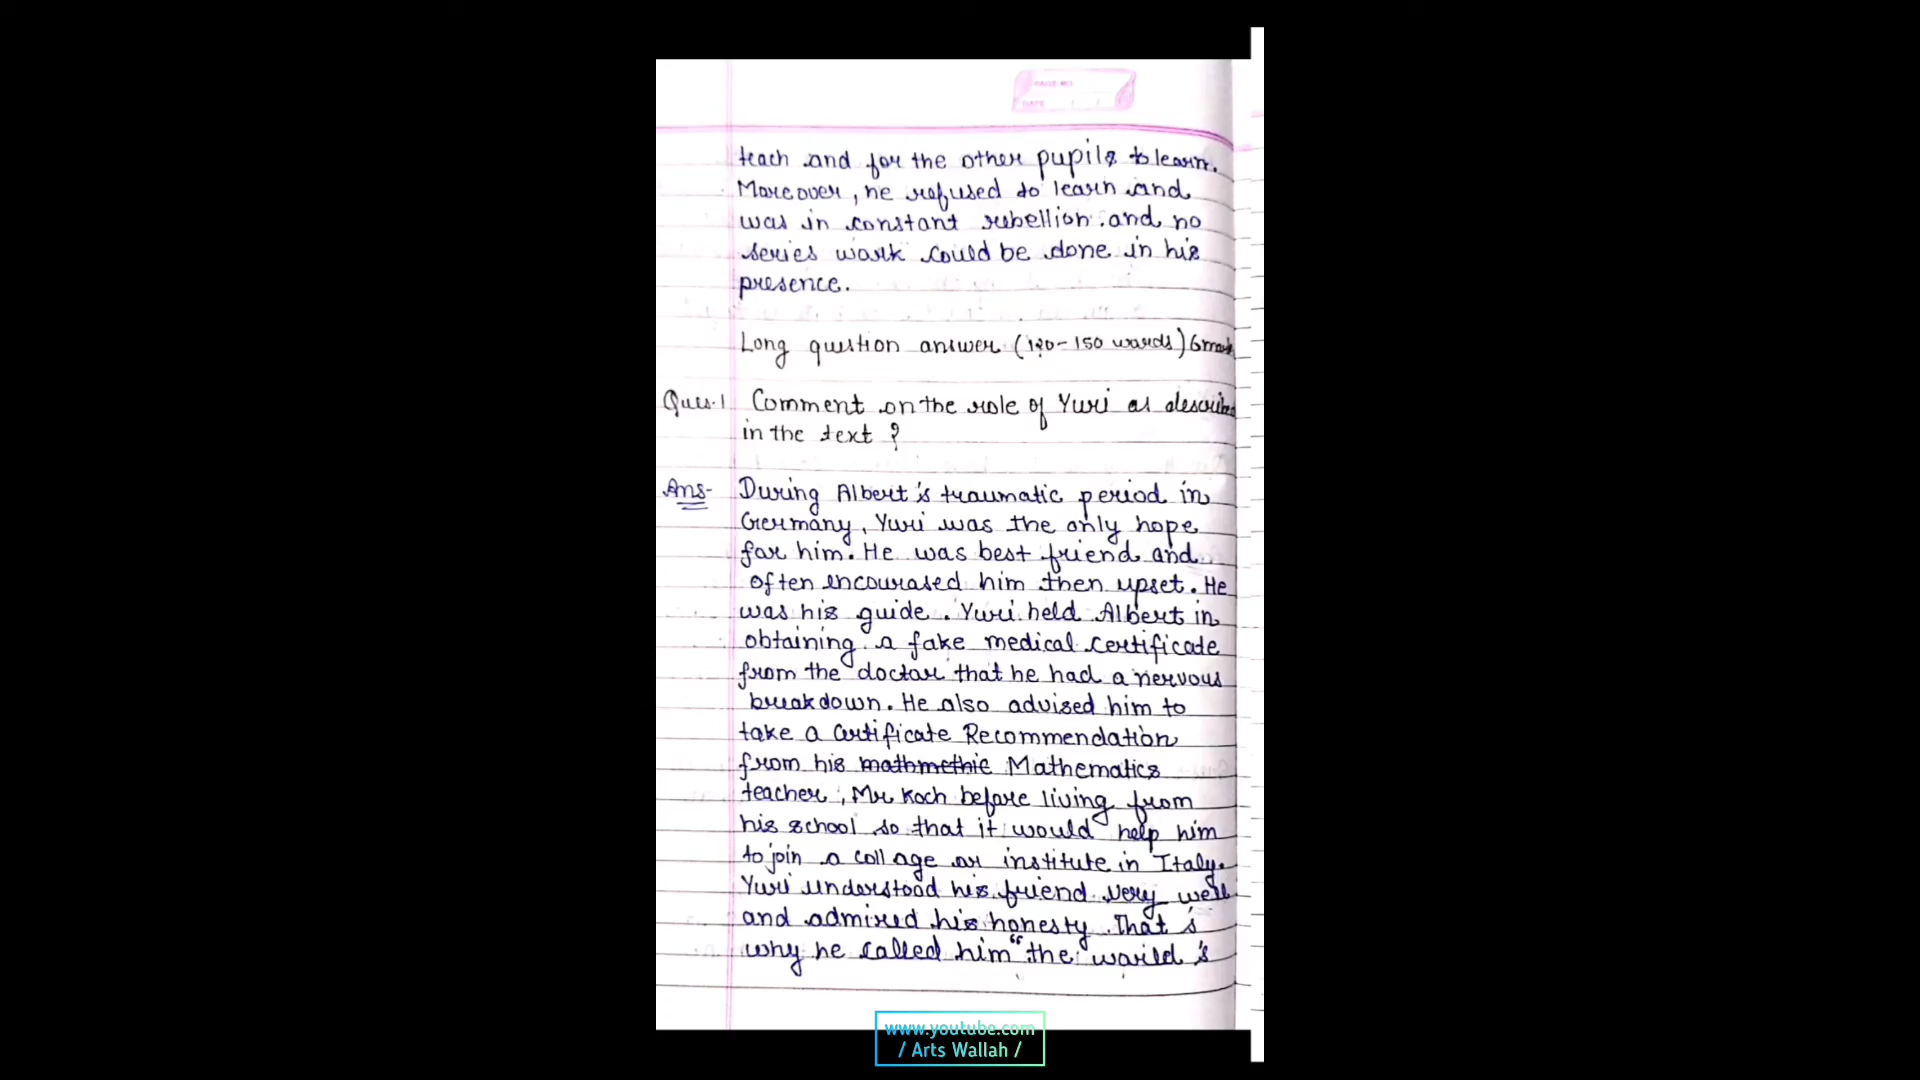 PAGE NO.
DATE / /
teach and for the other pupils to learn.
Moreover, he refused to learn and
was in constant rebellion and no
series work could be done in his
presence.
Long question answer (120-150 words) 6 mark
Ques.1 Comment on the role of Yuri as described
in the text ?
Ans- During Albert's traumatic period in
Germany, Yuri was the only hope
for him. He was best friend and
often encourased him then upset. He
was his guide. Yuri held Albert in
obtaining a fake medical certificate
from the doctor that he had a nervous
breakdown. He also advised him to
take a certificate Recommendation
from his mathmethic Mathematics
teacher, Mr Koch before living from
his school so that it would help him
to join a collage or institute in Italy.
Yuri understood his friend very well
and admired his honesty. That's
why he called him "the warild's
www.youtube.com
/ Arts Wallah /